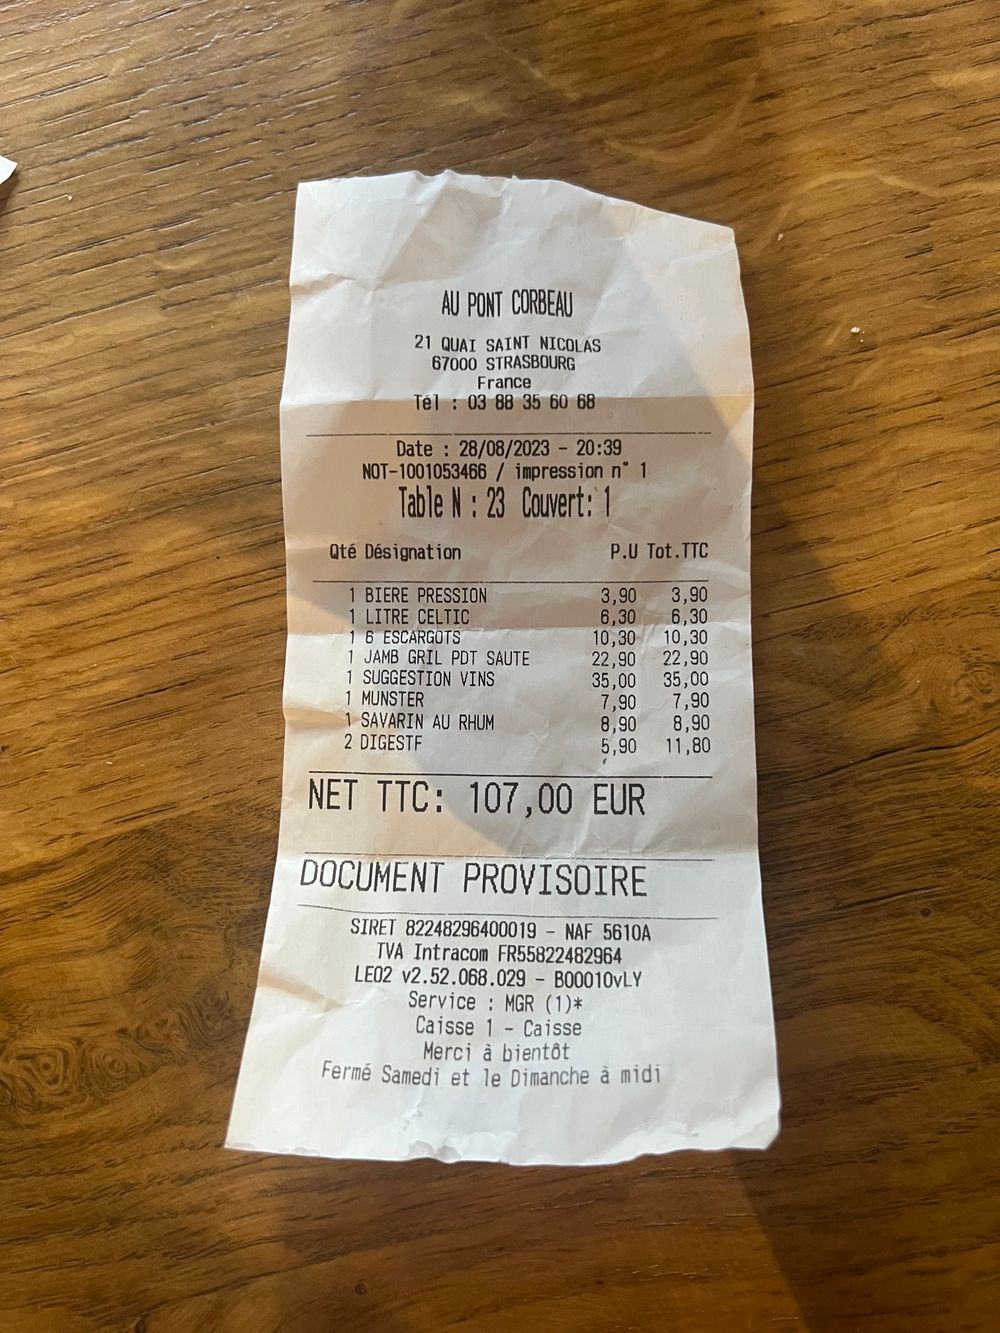 AU PONT CORBEAU
21 QUAI SAINT NICOLAS
67000 STRASBOURG
France
Tél : 03 88 35 60 68
Date : 28/08/2023 - 20:39
NOT-1001053466 / impression n° 1
Table N : 23 Couvert: 1
Qté Désignation P.U Tot.TTC
1 BIERE PRESSION 3,90 3,90
1 LITRE CELTIC 6,30 6,30
1 6 ESCARGOTS 10,30 10,30
1 JAMB GRIL PDT SAUTE 22,90 22,90
1 SUGGESTION VINS 35,00 35,00
1 MUNSTER 7,90 7,90
1 SAVARIN AU RHUM 8,90 8,90
2 DIGESTF 5,90 11,80
NET TTC: 107,00 EUR
DOCUMENT PROVISOIRE
SIRET 82248296400019 - NAF 5610A
TVA Intracom FR55822482964
LEO2 v2.52.068.029 - B00010vLY
Service : MGR (1)*
Caisse 1 - Caisse
Merci à bientôt
Fermé Samedi et le Dimanche à midi